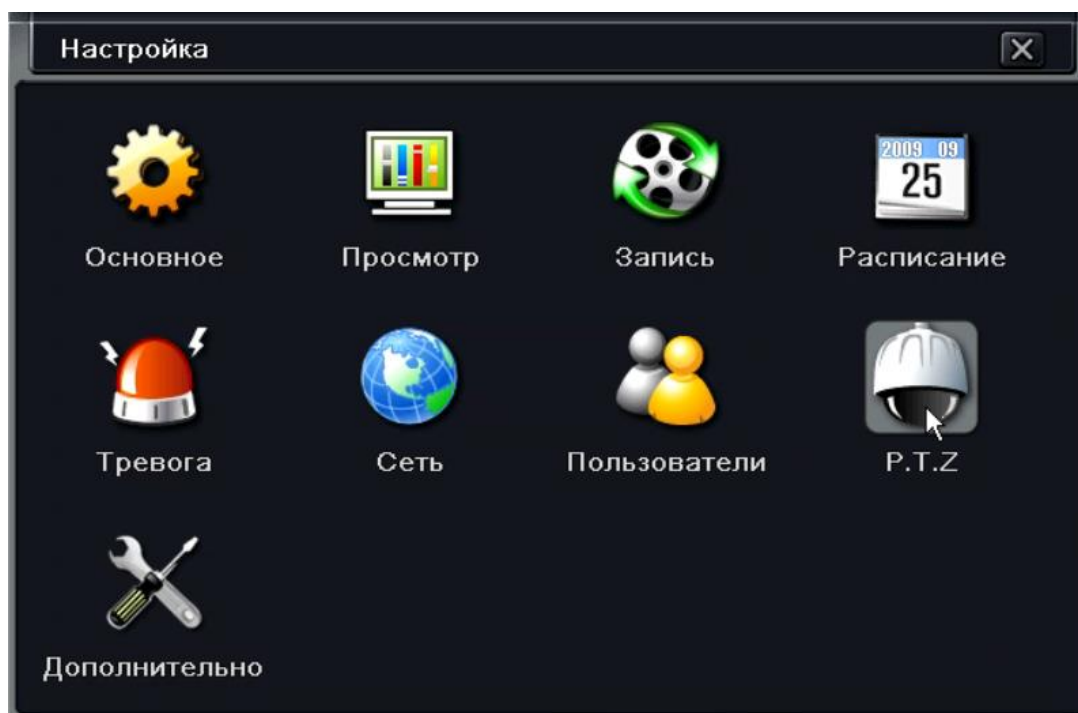 Настройка
2009 09
25
Основное
Просмотр
Запись
Расписание
Тревога
Сеть
Пользователи
P.T.Z
Дополнительно